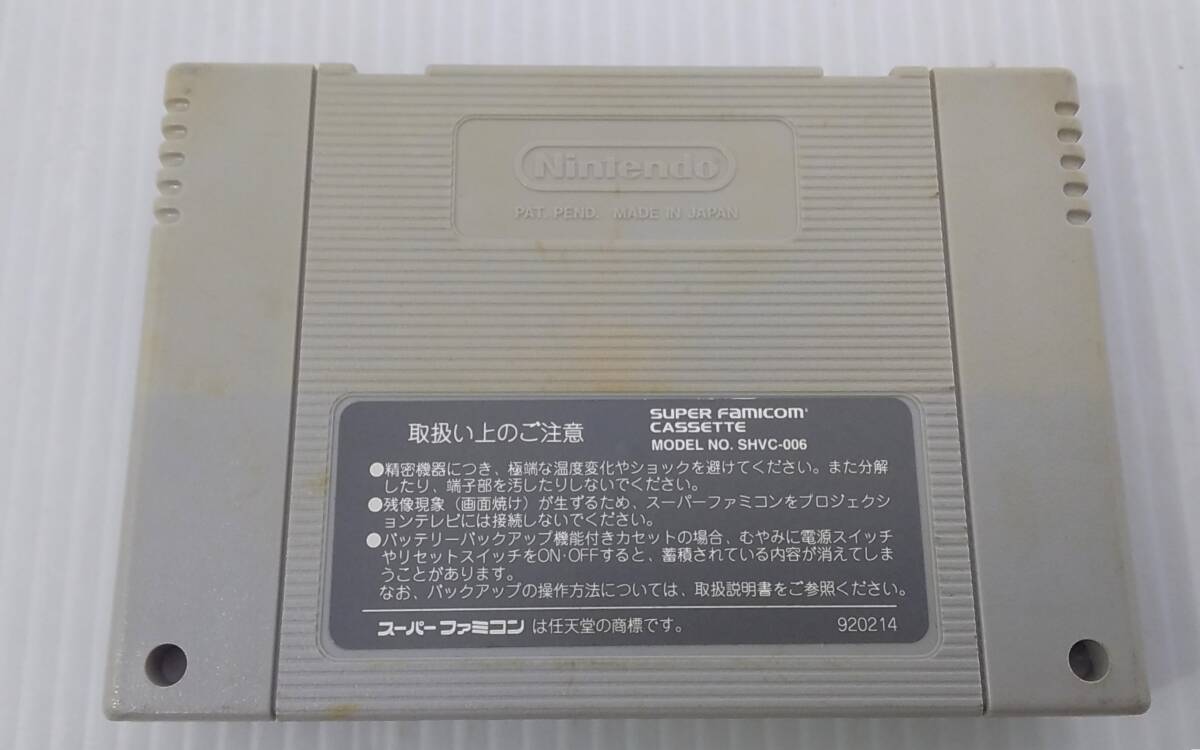 Nintendo
PAT. PEND. MADE IN JAPAN
取扱い上のご注意
SUPER FAMICOM
CASSETTE
MODEL NO. SHVC-006
●精密機器につき、極端な温度変化やショックを避けてください。また分解
したり、端子部を汚したりしないでください。
●残像現象（画面焼け）が生ずるため、スーパーファミコンをプロジェクシ
ョンテレビには接続しないでください。
●バッテリーバックアップ機能付きカセットの場合、むやみに電源スイッチ
やリセットスイッチをON·OFFすると、蓄積されている内容が消えてしま
うことがあります。
なお、バックアップの操作方法については、取扱説明書をご参照ください。
スーパーファミコン は任天堂の商標です。
920214